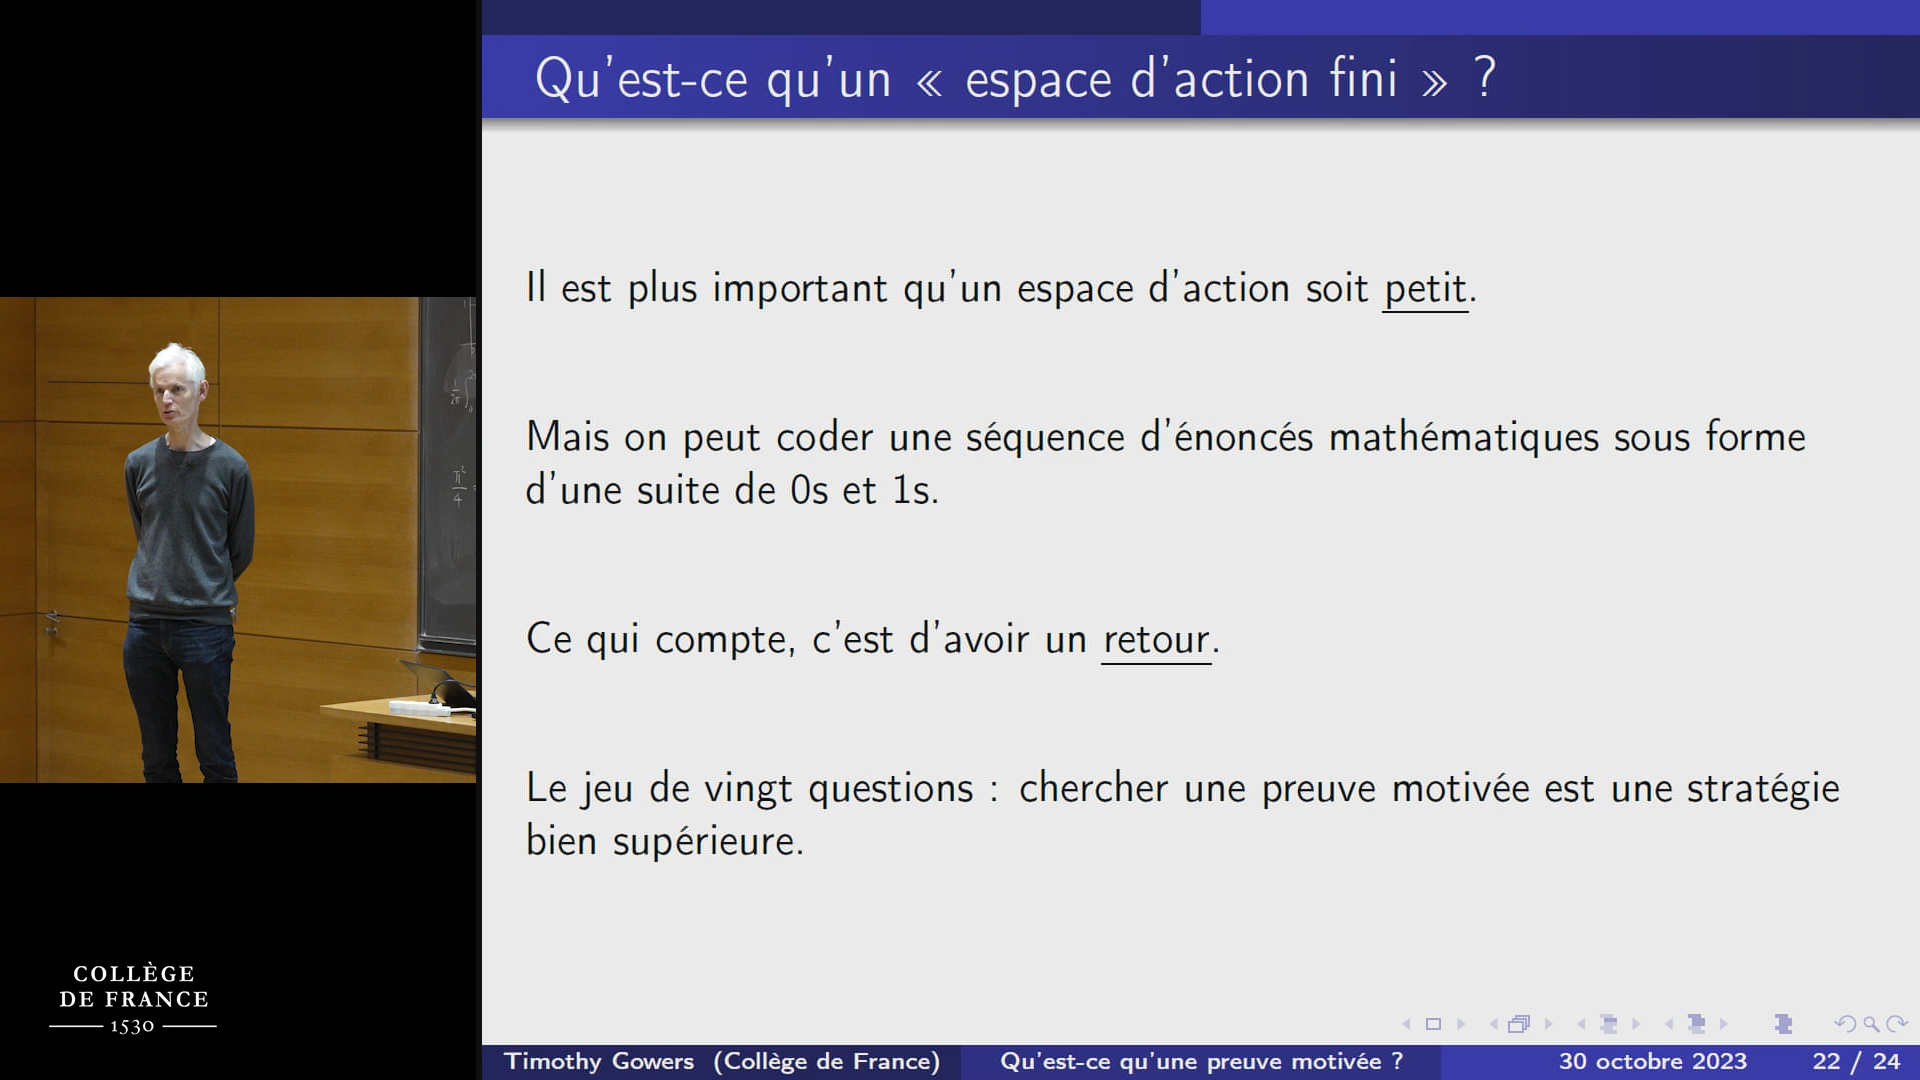 Qu'est-ce qu'un « espace d'action fini » ?
Il est plus important qu'un espace d'action soit petit.
Mais on peut coder une séquence d'énoncés mathématiques sous forme
d'une suite de 0s et 1s.
Ce qui compte, c'est d'avoir un retour.
Le jeu de vingt questions : chercher une preuve motivée est une stratégie
bien supérieure.
COLLÈGE
DE FRANCE
1530
Timothy Gowers (Collège de France) Qu'est-ce qu'une preuve motivée ? 30 octobre 2023 22 / 24